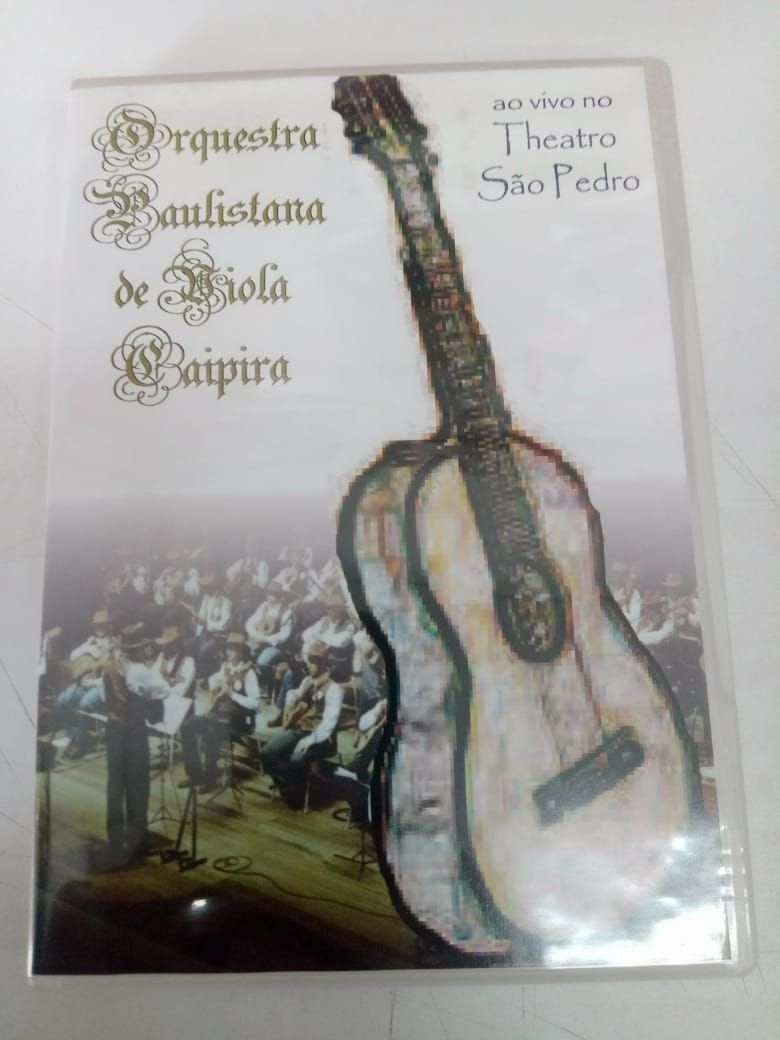 Orquestra
Paulistana
de Viola
Caipira
ao vivo no
Theatro
São Pedro